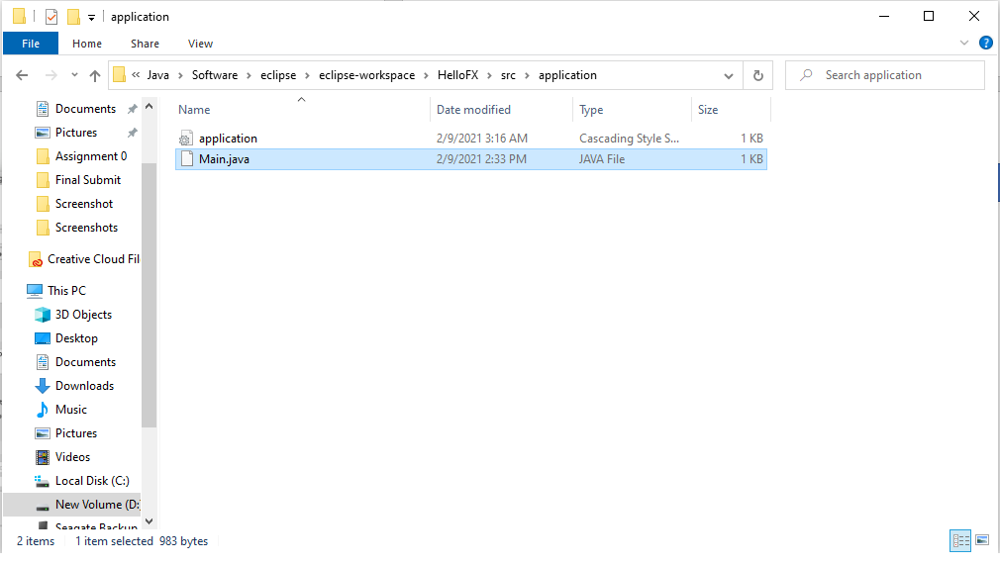 application
File Home Share View
« Java > Software > eclipse > eclipse-workspace > HelloFX > src > application
Search application
Name Date modified Type Size
application 2/9/2021 3:16 AM Cascading Style S... 1 KB
Main.java 2/9/2021 2:33 PM JAVA File 1 KB
Documents
Pictures
Assignment 0
Final Submit
Screenshot
Screenshots
Creative Cloud Fil
This PC
3D Objects
Desktop
Documents
Downloads
Music
Pictures
Videos
Local Disk (C:)
New Volume (D:
Seagate Backup
2 items 1 item selected 983 bytes